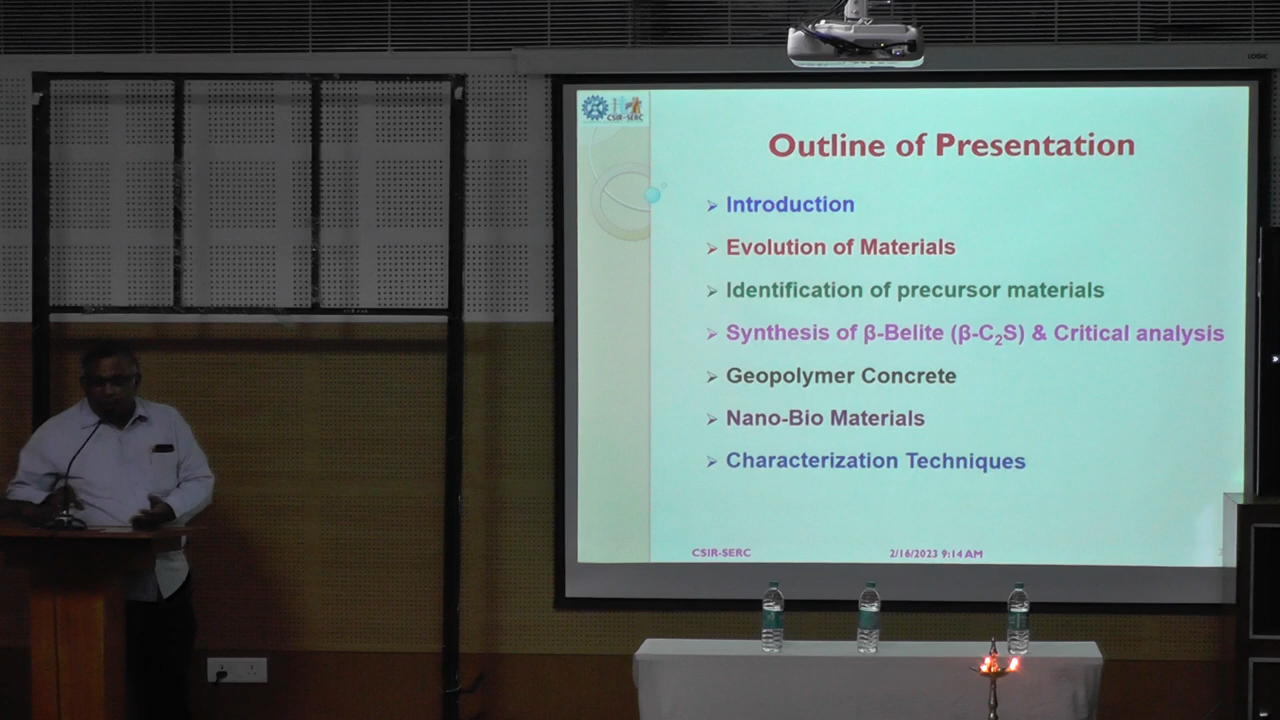 LOGIC
CSIR-SERC
Outline of Presentation
➢ Introduction
➢ Evolution of Materials
➢ Identification of precursor materials
➢ Synthesis of β-Belite (β-C₂S) & Critical analysis
➢ Geopolymer Concrete
➢ Nano-Bio Materials
➢ Characterization Techniques
CSIR-SERC 2/16/2023 9:14 AM